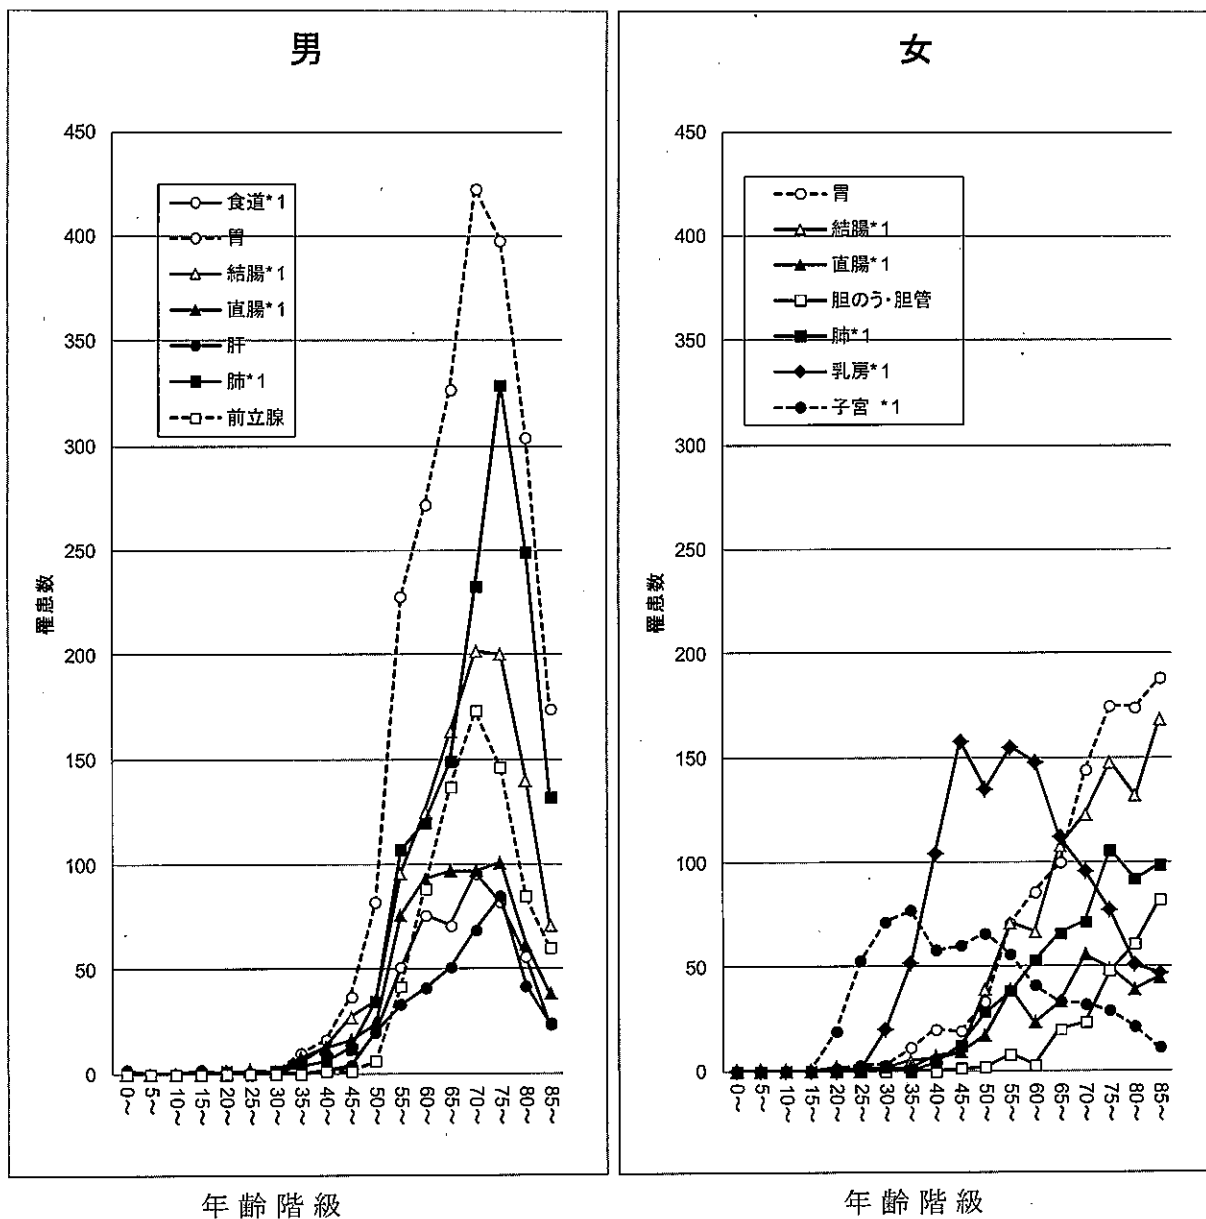 男
450
400
350
300
250
200
150
100
50
0
罹患数
食道*1
胃
結腸*1
直腸*1
肝
肺*1
前立腺
0～
5～
10～
15～
20～
25～
30～
35～
40～
45～
50～
55～
60～
65～
70～
75～
80～
85～
年齢階級
女
450
400
350
300
250
200
150
100
50
0
罹患数
胃
結腸*1
直腸*1
胆のう・胆管
肺*1
乳房*1
子宮 *1
0～
5～
10～
15～
20～
25～
30～
35～
40～
45～
50～
55～
60～
65～
70～
75～
80～
85～
年齢階級